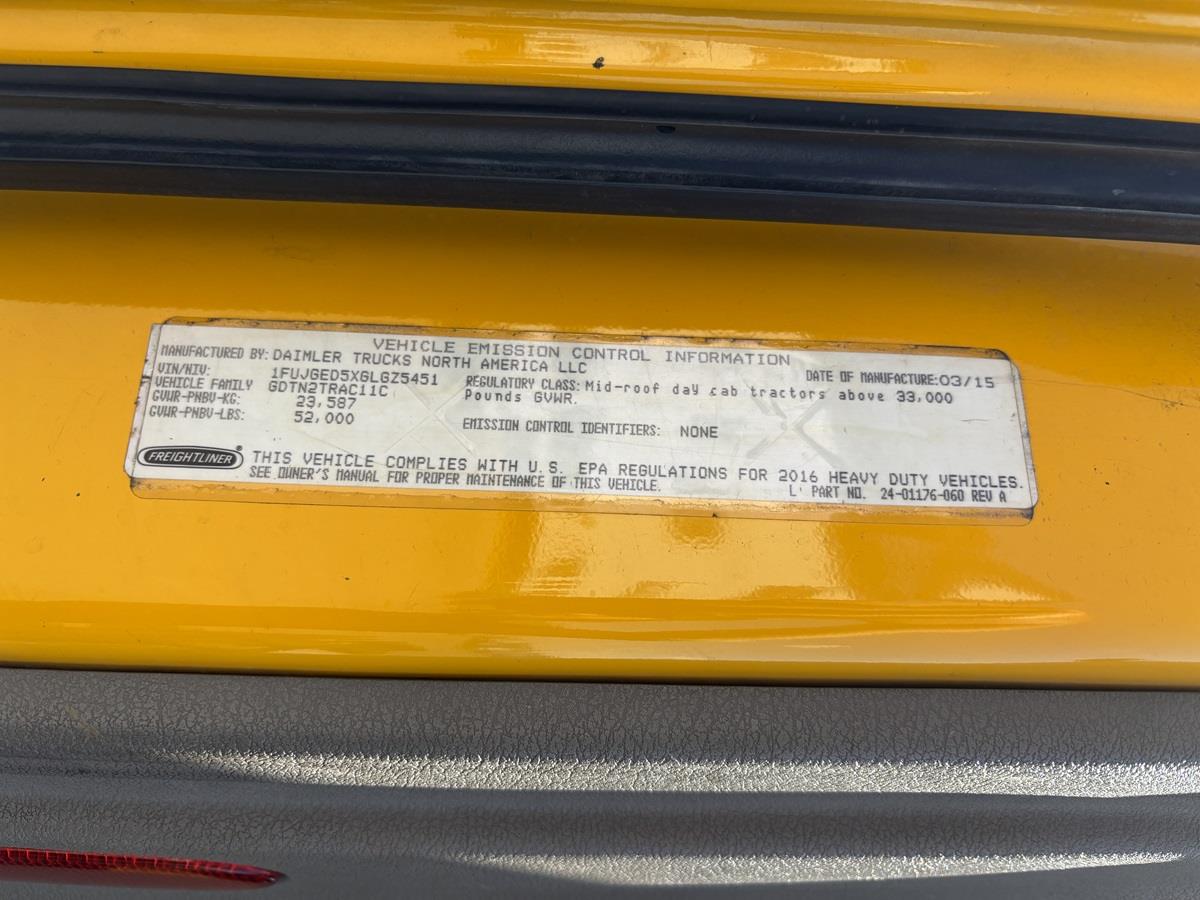 VEHICLE EMISSION CONTROL INFORMATION
MANUFACTURED BY: DAIMLER TRUCKS NORTH AMERICA LLC
DATE OF MANUFACTURE: 03/15
VIN/NIV: 1FUJGED5XGLGZ5451
REGULATORY CLASS: Mid-roof day cab tractors above 33,000
VEHICLE FAMILY GDTN2TRAC11C
Pounds GVWR.
GVWR-PNBV-KG: 23,587
GVWR-PNBV-LBS: 52,000
EMISSION CONTROL IDENTIFIERS: NONE
FREIGHTLINER®
THIS VEHICLE COMPLIES WITH U.S. EPA REGULATIONS FOR 2016 HEAVY DUTY VEHICLES.
SEE OWNER'S MANUAL FOR PROPER MAINTENANCE OF THIS VEHICLE.
L' PART NO. 24-01176-060 REV A